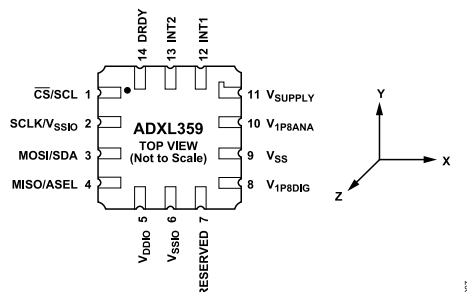 14 DRDY
13 INT2
12 INT1
CS/SCL 1
SCLK/VSSIO 2
MOSI/SDA 3
MISO/ASEL 4
ADXL359
TOP VIEW
(Not to Scale)
11 VSUPPLY
10 V1P8ANA
9 VSS
8 V1P8DIG
VDDIO 5
VSSIO 6
RESERVED 7
Y
X
Z